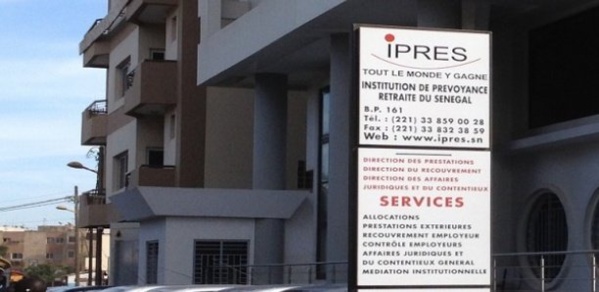 iPRES
TOUT LE MONDE Y GAGNE
INSTITUTION DE PREVOYANCE
RETRAITE DU SENEGAL
B.P. 161
Tél. : (221) 33 859 00 28
Fax : (221) 33 832 38 59
Web : www.ipres.sn
DIRECTION DES PRESTATIONS
DIRECTION DU RECOUVREMENT
DIRECTION DES AFFAIRES
JURIDIQUES ET DU CONTENTIEUX
SERVICES
ALLOCATIONS
PRESTATIONS EXTERIEURES
RECOUVREMENT EMPLOYEUR
CONTRÔLE EMPLOYEURS
AFFAIRES JURIDIQUES ET
DU CONTENTIEUX GENERAL
MEDIATION INSTITUTIONNELLE